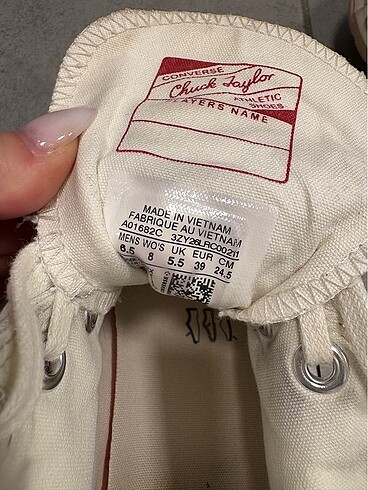 CONVERSE
Chuck Taylor
ATHLETIC
SHOES
PLAYERS NAME
MADE IN VIETNAM
FABRIQUE AU VIETNAM
A01682C 3ZY26LRC00211
MENS WO'S UK EUR CM
6.5 8 5.5 39 24.5